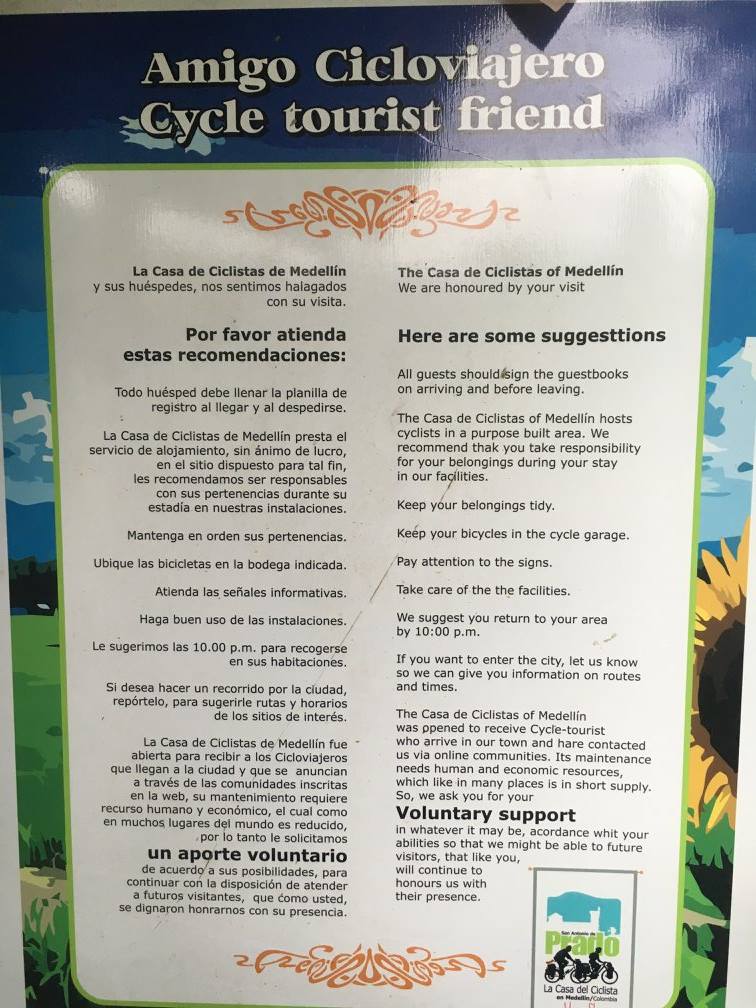 Amigo Cicloviajero
Cycle tourist friend
La Casa de Ciclistas de Medellín
y sus huéspedes, nos sentimos halagados
con su visita.
Por favor atienda
estas recomendaciones:
Todo huésped debe llenar la planilla de
registro al llegar y al despedirse.
La Casa de Ciclistas de Medellín presta el
servicio de alojamiento, sin ánimo de lucro,
en el sitio dispuesto para tal fin,
les recomendamos ser responsables
con sus pertenencias durante su
estadía en nuestras instalaciones.
Mantenga en orden sus pertenencias.
Ubique las bicicletas en la bodega indicada.
Atienda las señales informativas.
Haga buen uso de las instalaciones.
Le sugerimos las 10.00 p.m. para recogerse
en sus habitaciones.
Si desea hacer un recorrido por la ciudad,
repórtelo, para sugerirle rutas y horarios
de los sitios de interés.
La Casa de Ciclistas de Medellín fue
abierta para recibir a los Cicloviajeros
que llegan a la ciudad y que se anuncian
a través de las comunidades inscritas
en la web, su mantenimiento requiere
recurso humano y económico, el cual como
en muchos lugares del mundo es reducido,
por lo tanto le solicitamos
un aporte voluntario
de acuerdo a sus posibilidades, para
continuar con la disposición de atender
a futuros visitantes, que como usted,
se dignaron honrarnos con su presencia.
The Casa de Ciclistas of Medellín
We are honoured by your visit
Here are some suggesttions
All guests should sign the guestbooks
on arriving and before leaving.
The Casa de Ciclistas of Medellín hosts
cyclists in a purpose built area. We
recommend thak you take responsibility
for your belongings during your stay
in our facilities.
Keep your belongings tidy.
Keep your bicycles in the cycle garage.
Pay attention to the signs.
Take care of the the facilities.
We suggest you return to your area
by 10:00 p.m.
If you want to enter the city, let us know
so we can give you information on routes
and times.
The Casa de Ciclistas of Medellín
was opened to receive Cycle-tourist
who arrive in our town and hare contacted
us via online communities. Its maintenance
needs human and economic resources,
which like in many places is in short supply.
So, we ask you for your
Voluntary support
in whatever it may be, acordance whit your
abilities so that we might be able to future
visitors, that like you,
will continue to
honours us with
their presence.
San Antonio de
Prado
La Casa del Ciclista
en Medellín/Colombia